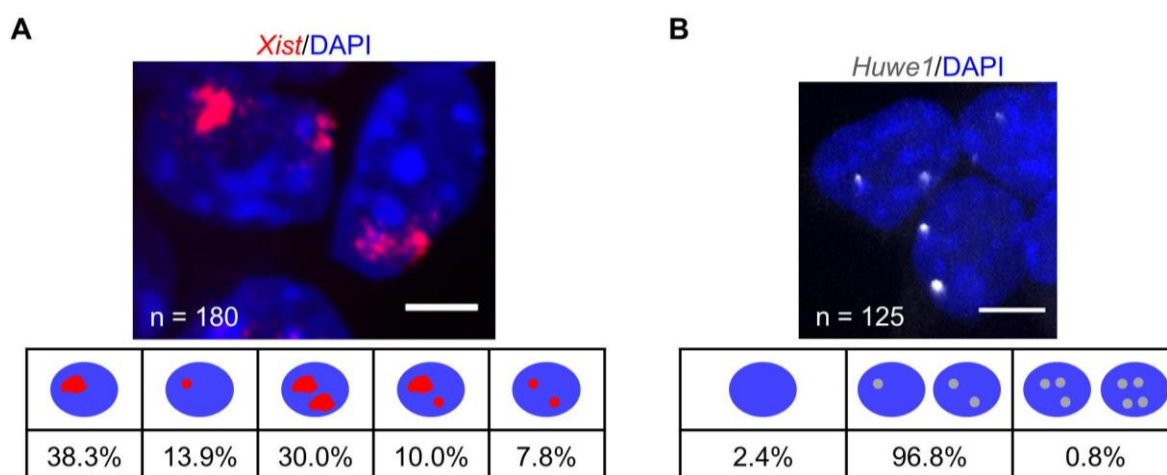 A
Xist/DAPI
n = 180
38.3% 13.9% 30.0% 10.0% 7.8%
B
Huwe1/DAPI
n = 125
2.4% 96.8% 0.8%